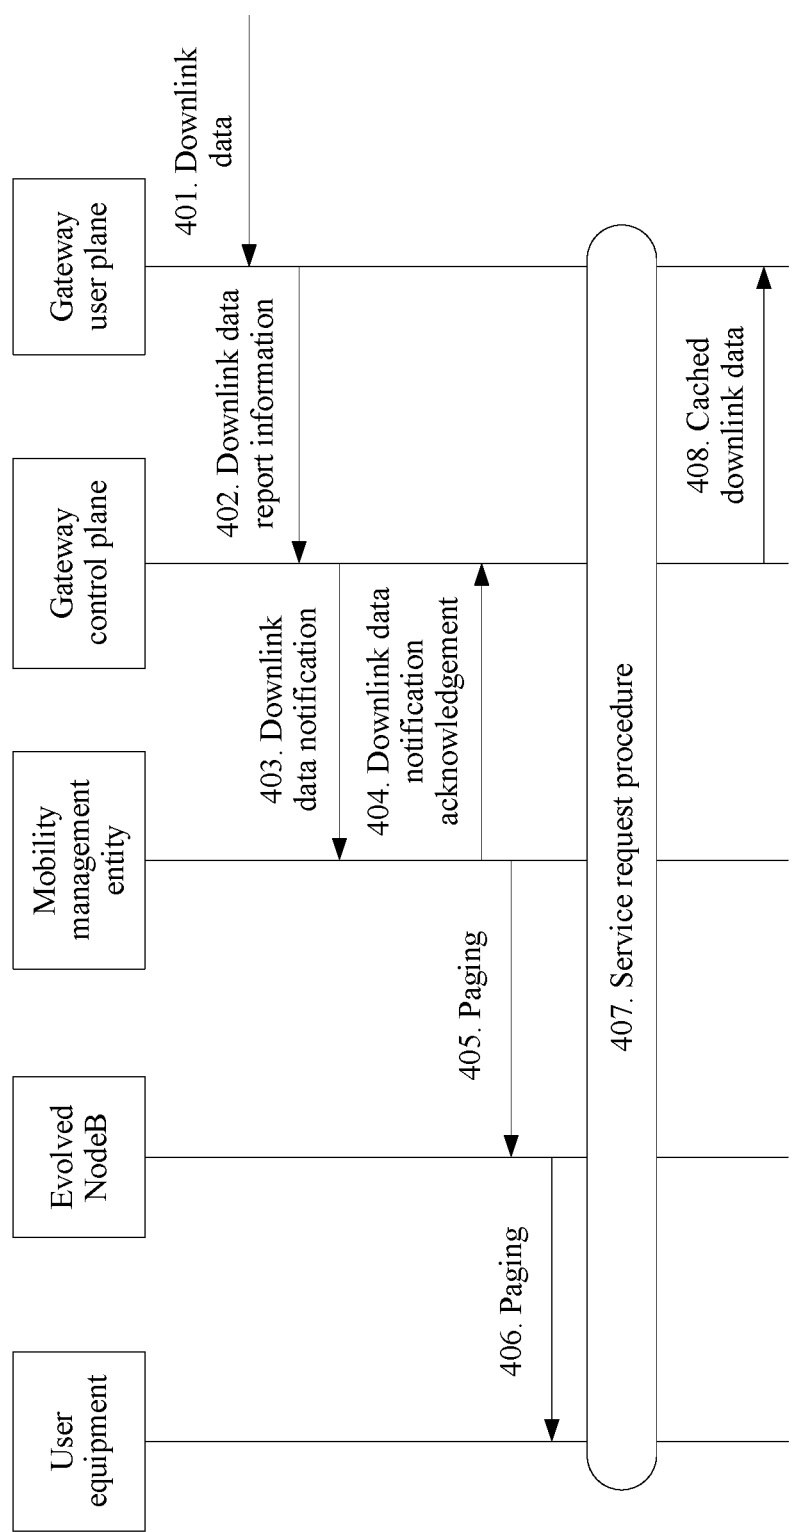 User
equipment
Evolved
NodeB
Mobility
management
entity
Gateway
control plane
Gateway
user plane
401. Downlink
data
402. Downlink data
report information
403. Downlink
data notification
404. Downlink data
notification
acknowledgement
405. Paging
406. Paging
407. Service request procedure
408. Cached
downlink data